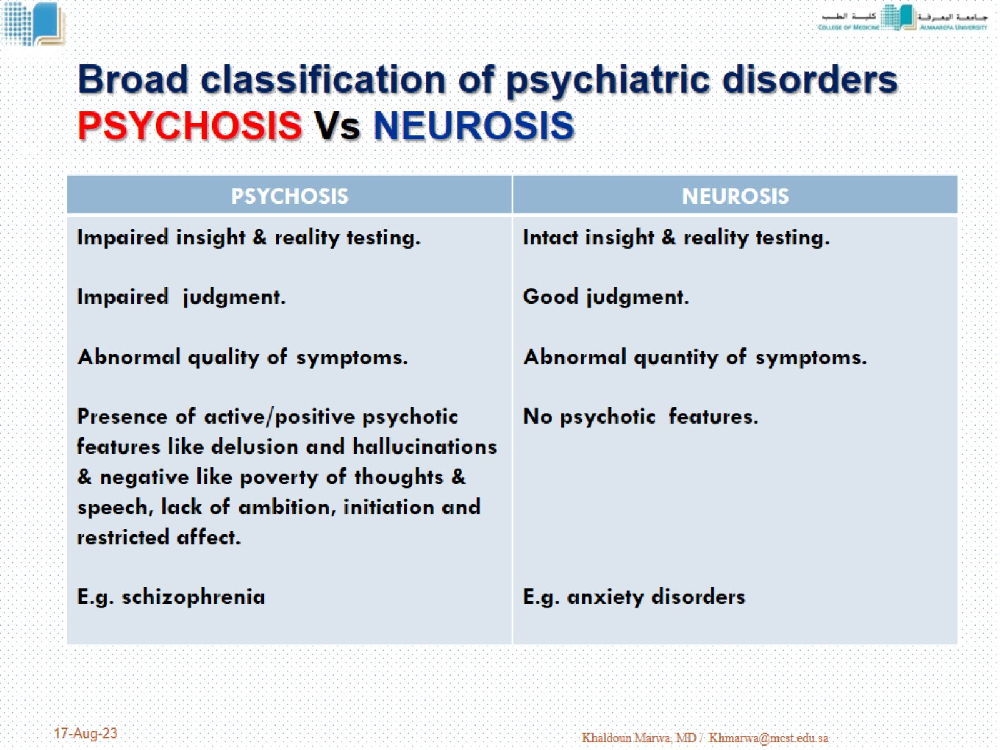 كلية الطب
COLLEGE OF MEDICINE
جامعة المعرفة
ALMAAREFA UNIVERSITY
Broad classification of psychiatric disorders
PSYCHOSIS Vs NEUROSIS
PSYCHOSIS
NEUROSIS
Impaired insight & reality testing.
Intact insight & reality testing.
Impaired  judgment.
Good judgment.
Abnormal quality of symptoms.
Abnormal quantity of symptoms.
Presence of active/positive psychotic
features like delusion and hallucinations
& negative like poverty of thoughts &
speech, lack of ambition, initiation and
restricted affect.
No psychotic  features.
E.g. schizophrenia
E.g. anxiety disorders
17-Aug-23
Khaldoun Marwa, MD / Khmarwa@mcst.edu.sa